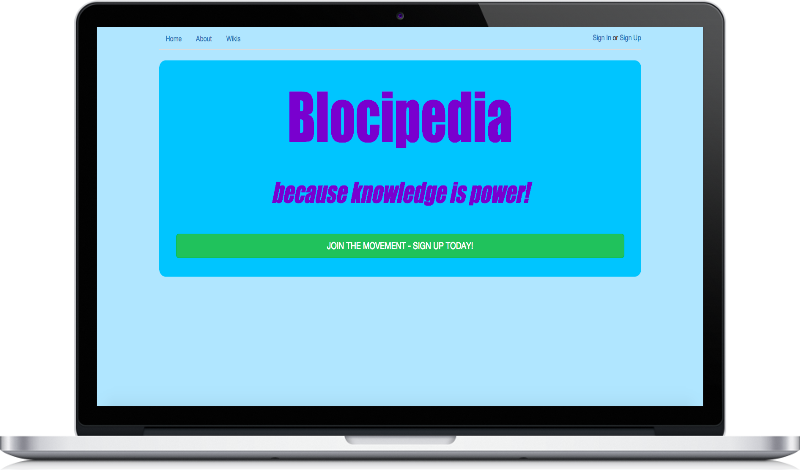 Home About Wikis Sign In or Sign Up
Blocipedia
because knowledge is power!
JOIN THE MOVEMENT - SIGN UP TODAY!